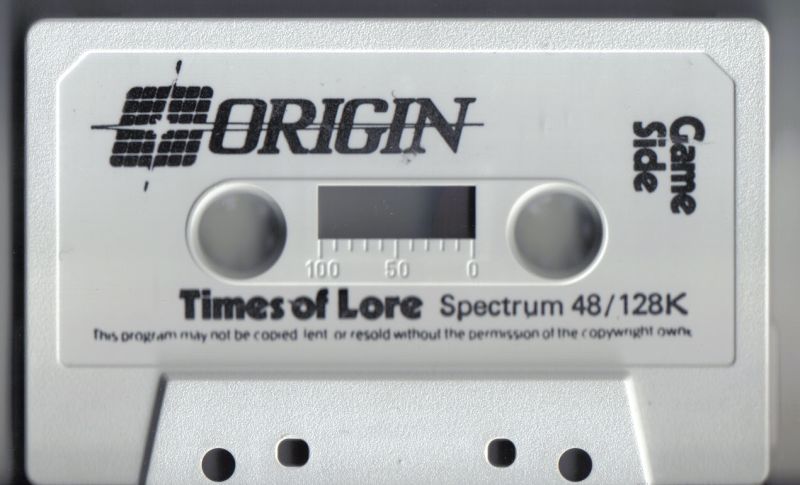 ORIGIN
Game
Side
100 50 0
Times of Lore Spectrum 48/128K
This program may not be copied lent or resold without the permission of the copywright